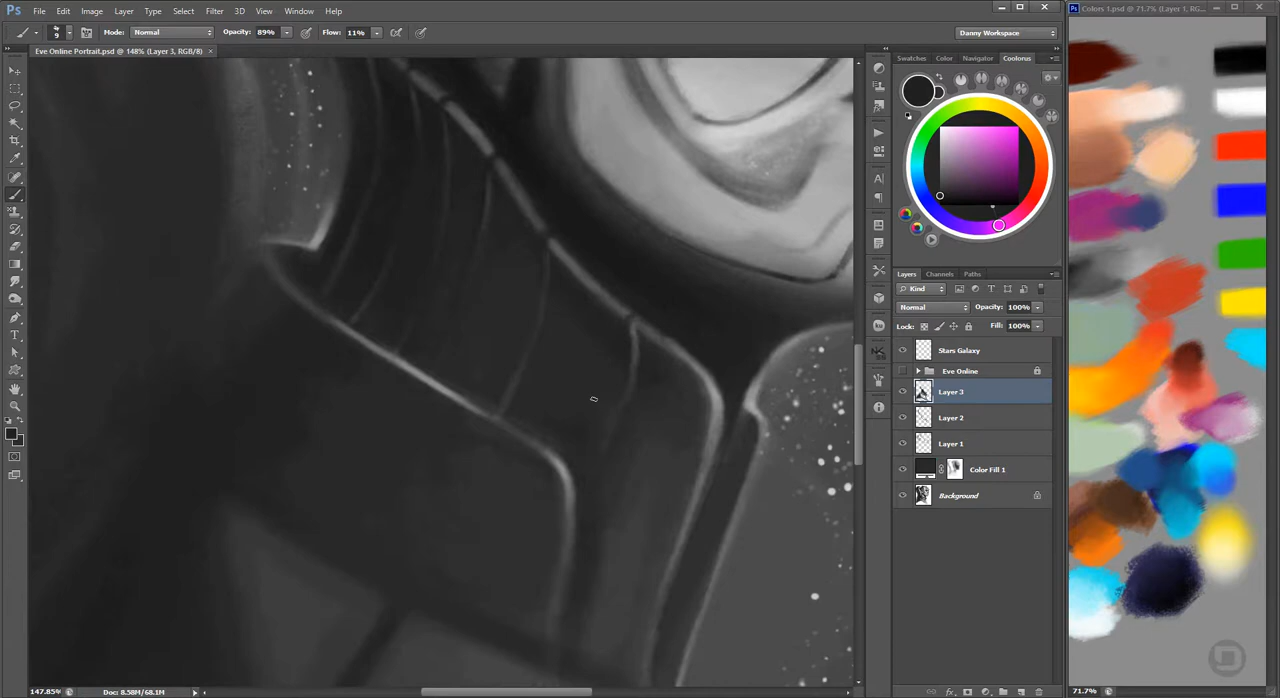 Ps File Edit Image Layer Type Select Filter 3D View Window Help
Ps Colors 1.psd @ 71.7% (Layer 1, RG...
9 Mode: Normal Opacity: 89% Flow: 11% Danny Workspace
Eve Online Portrait.psd @ 148% (Layer 3, RGB/8) ×
Swatches Color Navigator Coolorus
Layers Channels Paths
Kind
Normal Opacity: 100%
Lock: Fill: 100%
Stars Galaxy
Eve Online
Layer 3
Layer 2
Layer 1
Color Fill 1
Background
147.85% Doc: 8.58M/68.1M
71.7%